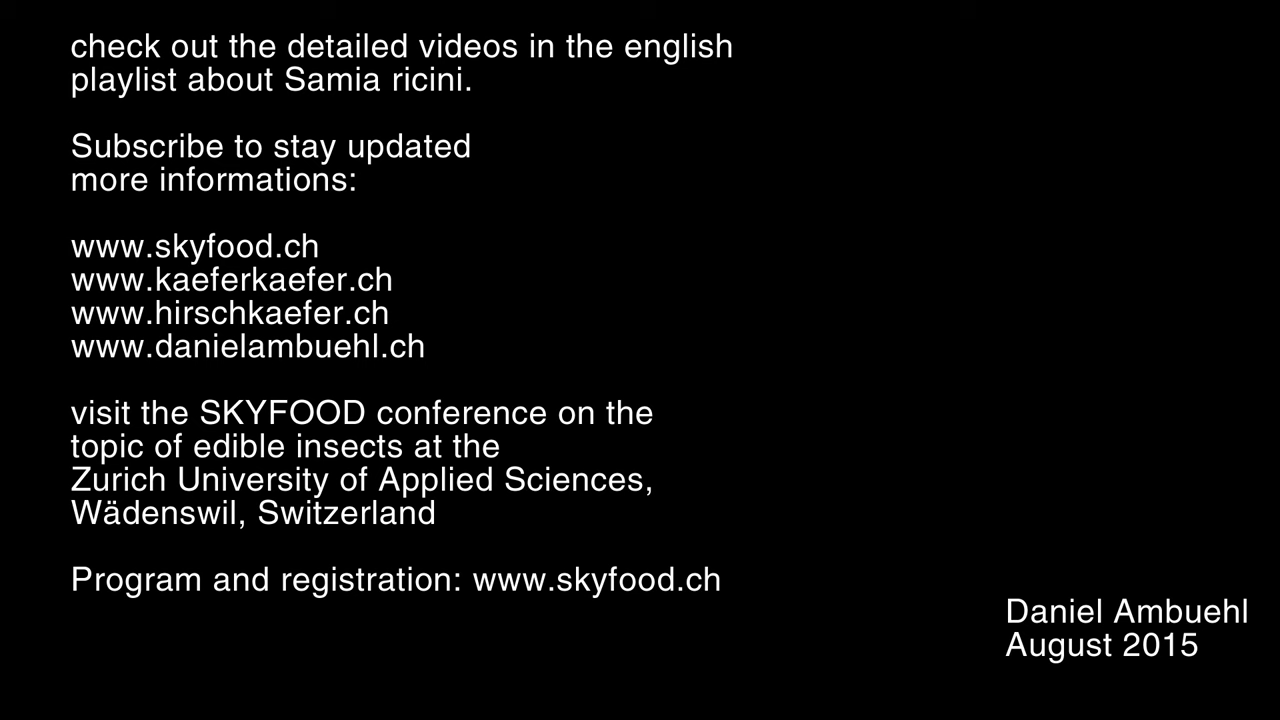 check out the detailed videos in the english
playlist about Samia ricini.
Subscribe to stay updated
more informations:
www.skyfood.ch
www.kaeferkaefer.ch
www.hirschkaefer.ch
www.danielambuehl.ch
visit the SKYFOOD conference on the
topic of edible insects at the
Zurich University of Applied Sciences,
Wädenswil, Switzerland
Program and registration: www.skyfood.ch
Daniel Ambuehl
August 2015